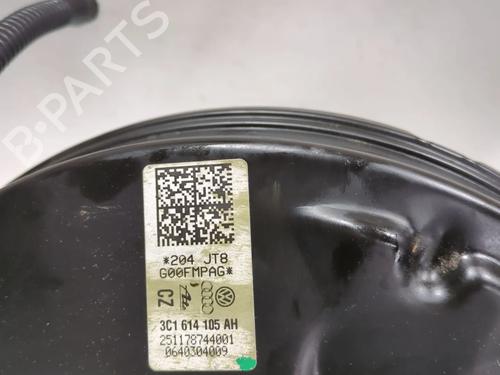 B-PARTS
*204 JT8
G00FMPAG*
CZ
3C1 614 105 AH
251178744001
0640304009